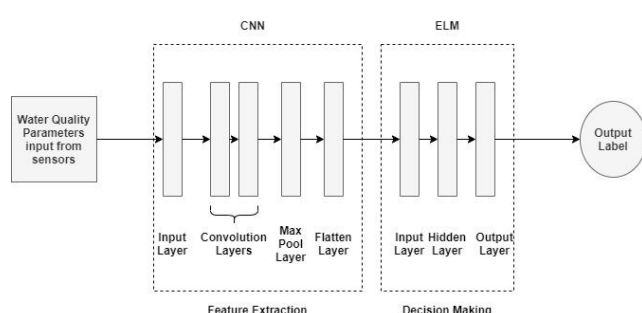 CNN
ELM
Water Quality
Parameters
input from
sensors
Output
Label
Input
Layer
Convolution
Layers
Max
Pool
Layer
Flatten
Layer
Input
Layer
Hidden
Layer
Output
Layer
Feature Extraction
Decision Making